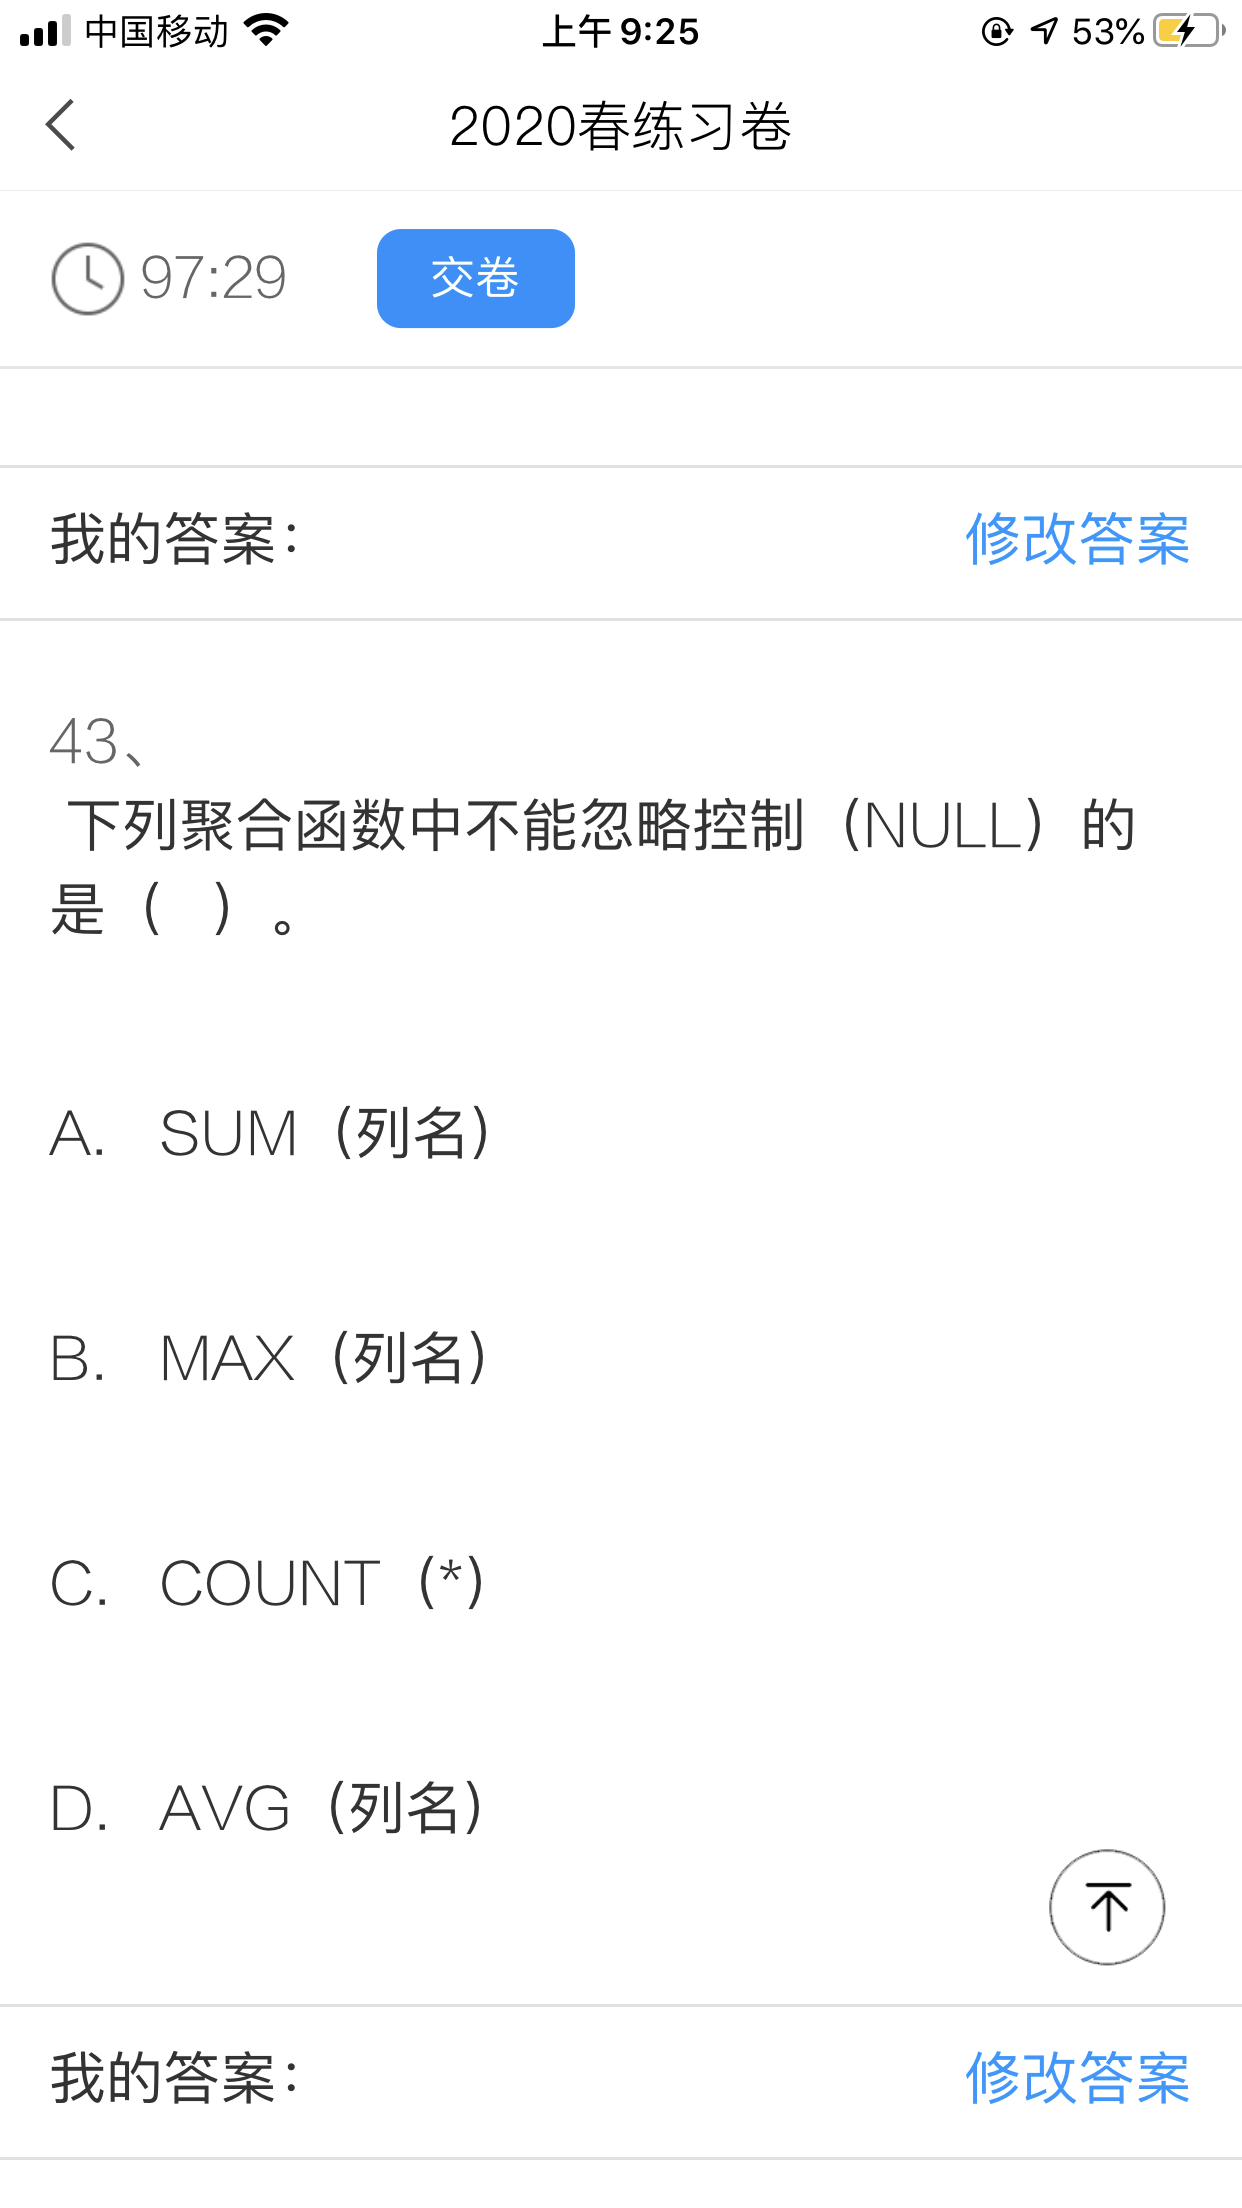 中国移动 上午 9:25 53%
2020春练习卷
97:29 交卷
我的答案： 修改答案
43、
下列聚合函数中不能忽略控制（NULL）的
是（ ）。
A. SUM（列名）
B. MAX（列名）
C. COUNT（*）
D. AVG（列名）
我的答案： 修改答案